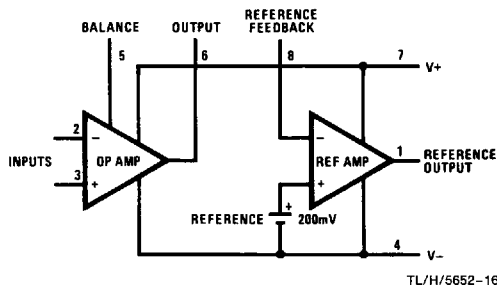 BALANCE
5
OUTPUT
6
REFERENCE
FEEDBACK
8
7
V+
2
−
INPUTS
3
+
OP AMP
−
+
REF AMP
1
REFERENCE
OUTPUT
REFERENCE
+
200mV
4
V−
TL/H/5652-16